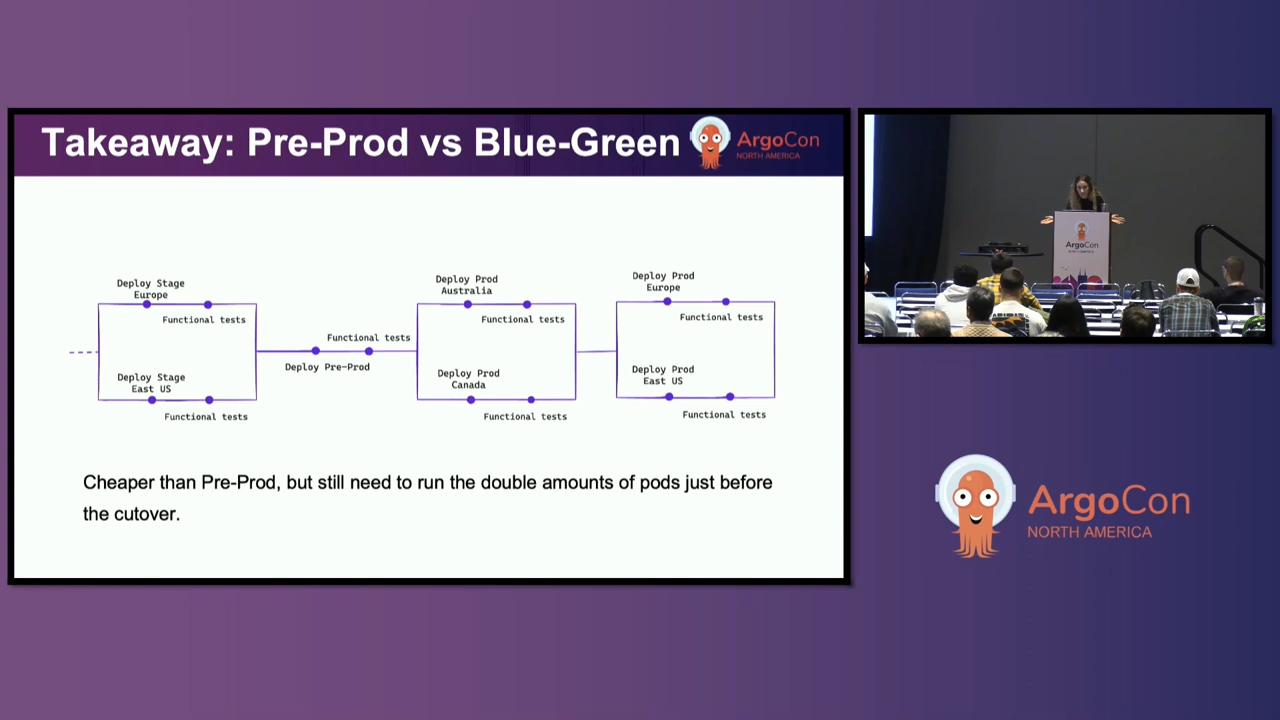 Takeaway: Pre-Prod vs Blue-Green
ArgoCon
NORTH AMERICA
Deploy Stage
Europe
Functional tests
Deploy Stage
East US
Functional tests
Functional tests
Deploy Pre-Prod
Deploy Prod
Australia
Functional tests
Deploy Prod
Canada
Functional tests
Deploy Prod
Europe
Functional tests
Deploy Prod
East US
Functional tests
Cheaper than Pre-Prod, but still need to run the double amounts of pods just before
the cutover.
ArgoCon
ArgoCon
NORTH AMERICA